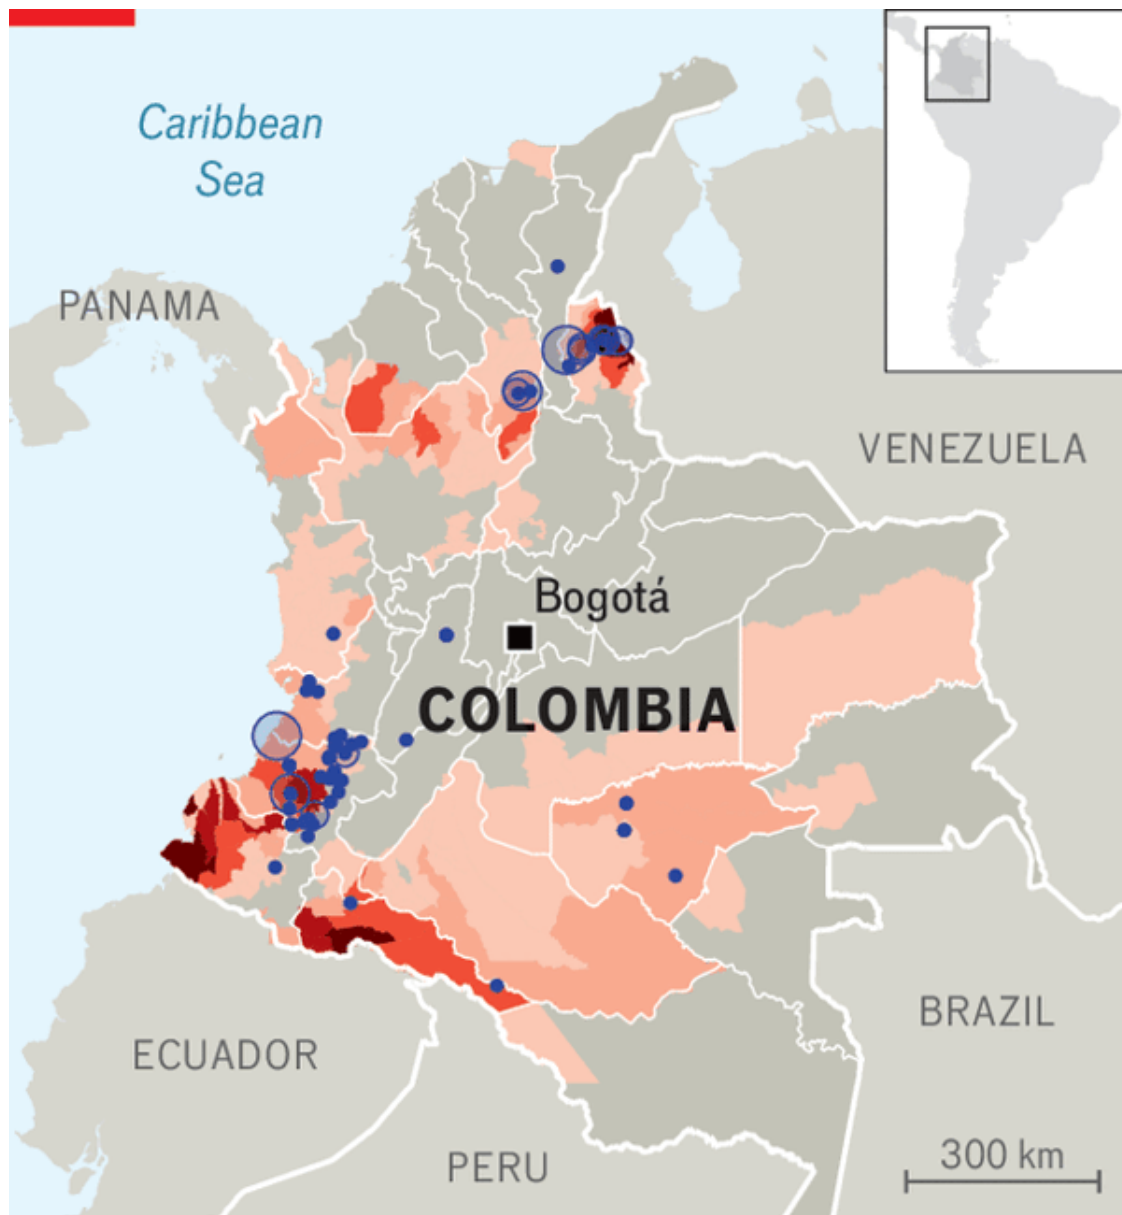 Caribbean
Sea
PANAMA
VENEZUELA
Bogotá
COLOMBIA
BRAZIL
ECUADOR
PERU
300 km